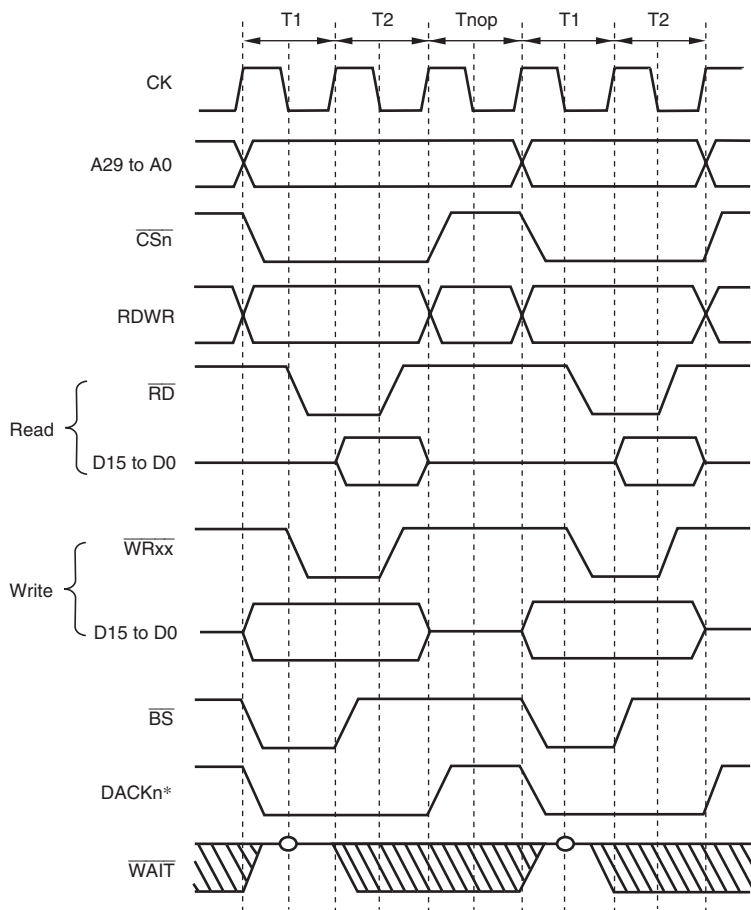 T1 T2 Tnop T1 T2
CK
A29 to A0
CSn
RDWR
RD
Read
D15 to D0
WRxx
Write
D15 to D0
BS
DACKn*
WAIT